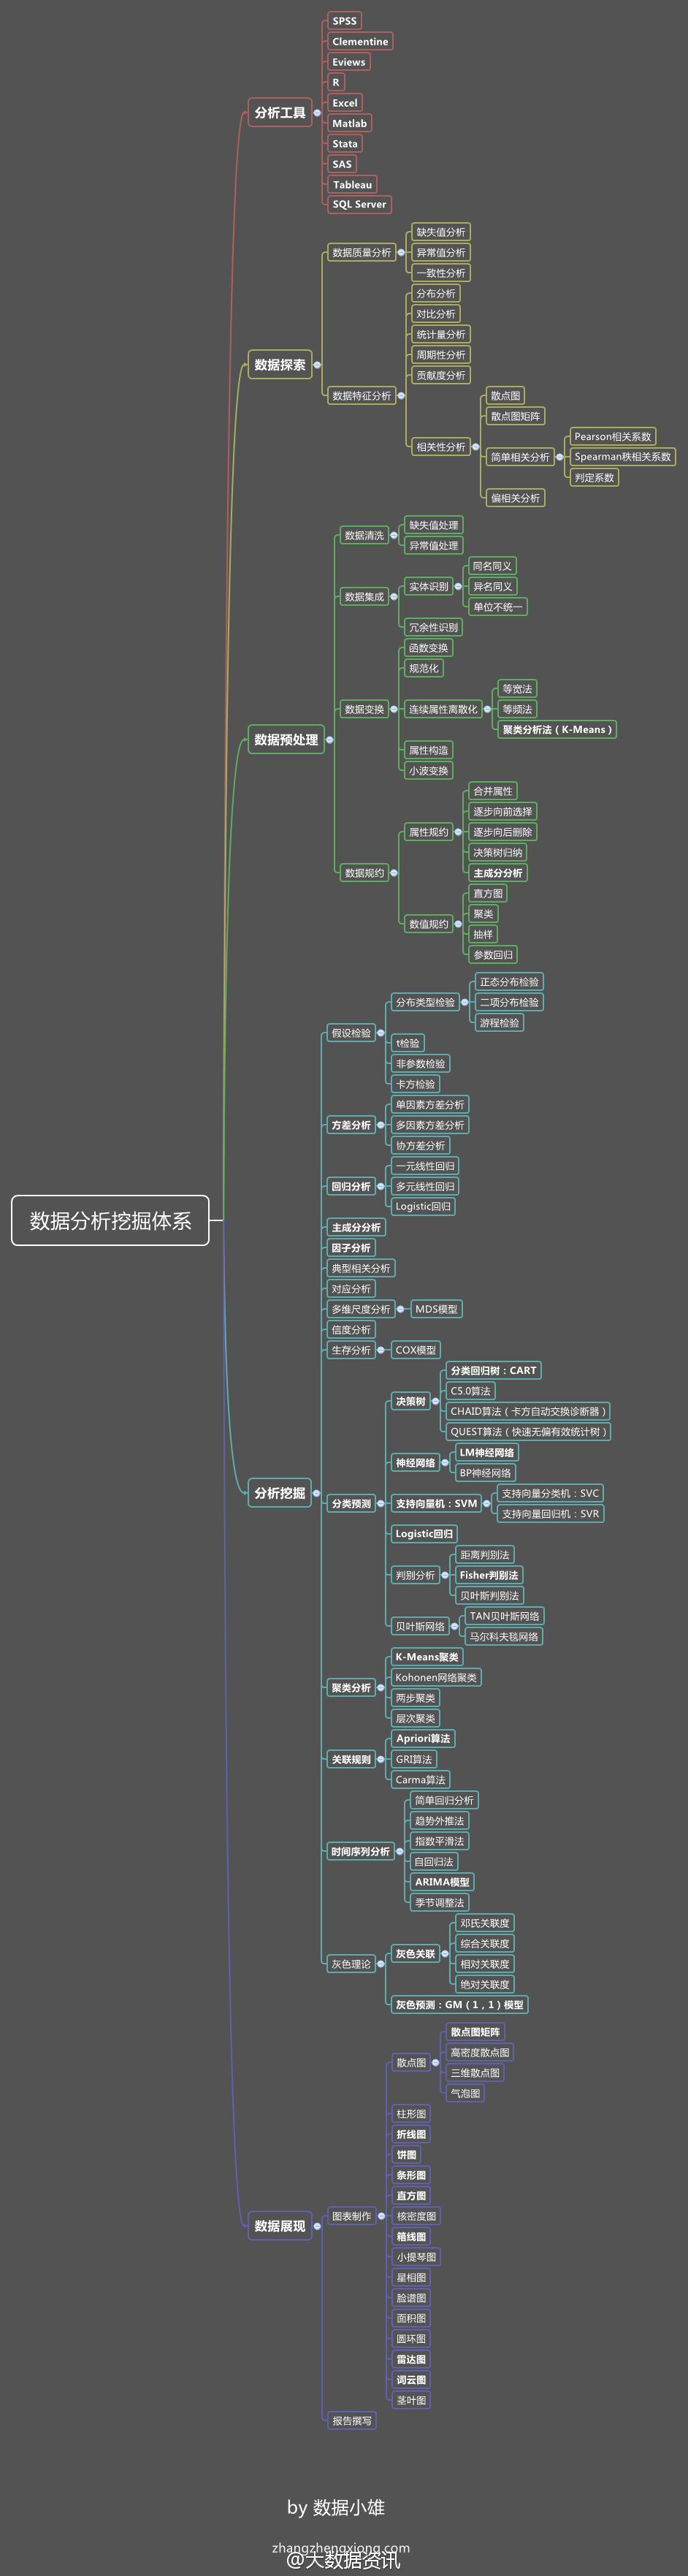 SPSS
Clementine
Eviews
R
分析工具
Excel
Matlab
Stata
SAS
Tableau
SQL Server
数据探索
数据质量分析
缺失值分析
异常值分析
一致性分析
数据特征分析
分布分析
对比分析
统计量分析
周期性分析
贡献度分析
相关性分析
散点图
散点图矩阵
简单相关分析
Pearson相关系数
Spearman秩相关系数
判定系数
偏相关分析
数据预处理
数据清洗
缺失值处理
异常值处理
数据集成
实体识别
同名同义
异名同义
单位不统一
冗余性识别
数据变换
函数变换
规范化
连续属性离散化
等宽法
等频法
聚类分析法（K-Means）
属性构造
小波变换
数据规约
属性规约
合并属性
逐步向前选择
逐步向后删除
决策树归纳
主成分分析
数值规约
直方图
聚类
抽样
参数回归
数据分析挖掘体系
分析挖掘
假设检验
分布类型检验
正态分布检验
二项分布检验
游程检验
t检验
非参数检验
卡方检验
方差分析
单因素方差分析
多因素方差分析
协方差分析
回归分析
一元线性回归
多元线性回归
Logistic回归
主成分分析
因子分析
典型相关分析
对应分析
多维尺度分析
MDS模型
信度分析
生存分析
COX模型
分类预测
决策树
分类回归树：CART
C5.0算法
CHAID算法（卡方自动交换诊断器）
QUEST算法（快速无偏有效统计树）
神经网络
LM神经网络
BP神经网络
支持向量机：SVM
支持向量分类机：SVC
支持向量回归机：SVR
Logistic回归
判别分析
距离判别法
Fisher判别法
贝叶斯判别法
贝叶斯网络
TAN贝叶斯网络
马尔科夫毯网络
聚类分析
K-Means聚类
Kohonen网络聚类
两步聚类
层次聚类
关联规则
Apriori算法
GRI算法
Carma算法
时间序列分析
简单回归分析
趋势外推法
指数平滑法
自回归法
ARIMA模型
季节调整法
灰色理论
灰色关联
邓氏关联度
综合关联度
相对关联度
绝对关联度
灰色预测：GM（1，1）模型
数据展现
图表制作
散点图
散点图矩阵
高密度散点图
三维散点图
气泡图
柱形图
折线图
饼图
条形图
直方图
核密度图
箱线图
小提琴图
星相图
脸谱图
面积图
圆环图
雷达图
词云图
茎叶图
报告撰写
by 数据小雄
zhangzhengxiong.com
@大数据资讯